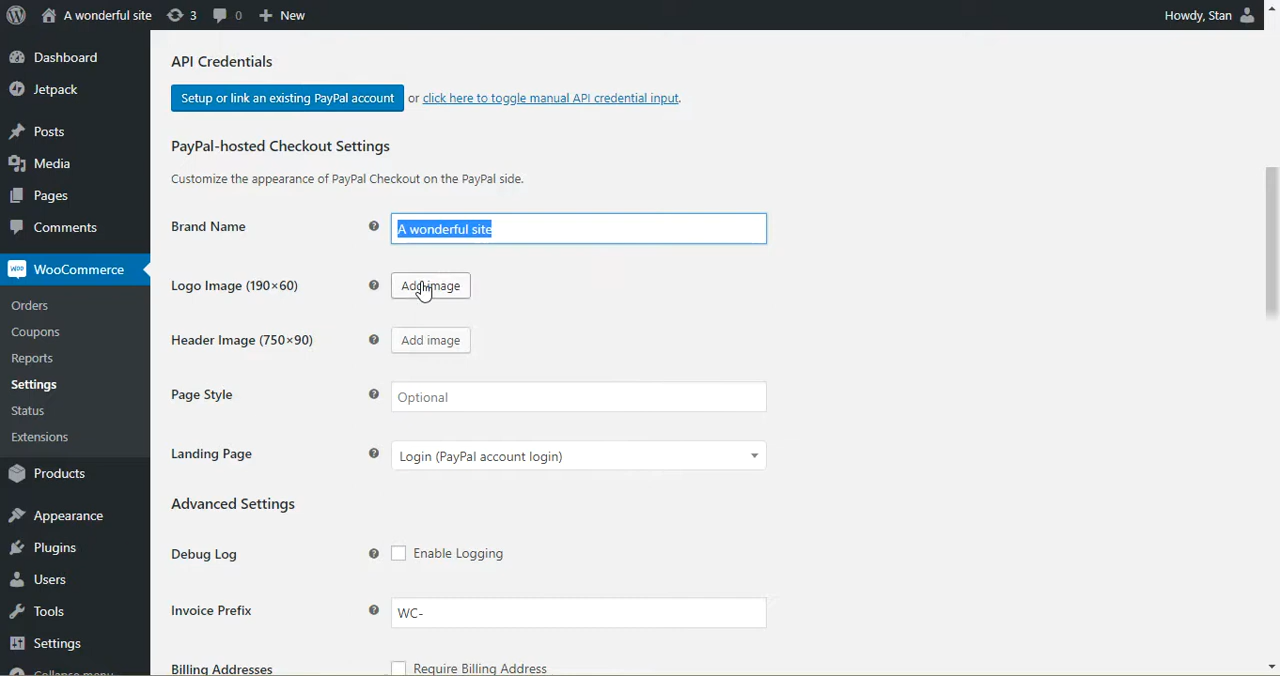 A wonderful site 3 0 New Howdy, Stan
Dashboard
Jetpack
Posts
Media
Pages
Comments
WooCommerce
Orders
Coupons
Reports
Settings
Status
Extensions
Products
Appearance
Plugins
Users
Tools
Settings
Collapse menu
API Credentials
Setup or link an existing PayPal account or click here to toggle manual API credential input.
PayPal-hosted Checkout Settings
Customize the appearance of PayPal Checkout on the PayPal side.
Brand Name A wonderful site
Logo Image (190×60) Add image
Header Image (750×90) Add image
Page Style Optional
Landing Page Login (PayPal account login)
Advanced Settings
Debug Log Enable Logging
Invoice Prefix WC-
Billing Addresses Require Billing Address